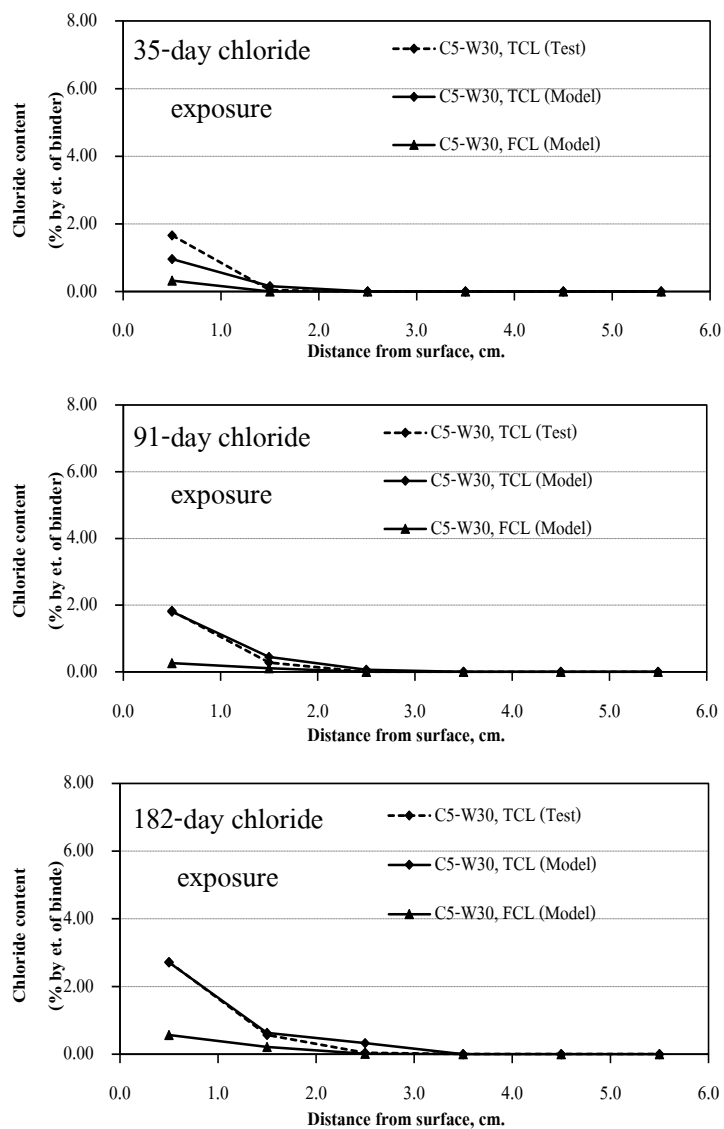 8.00
35-day chloride
exposure
C5-W30, TCL (Test)
C5-W30, TCL (Model)
C5-W30, FCL (Model)
6.00
4.00
2.00
0.00
Chloride content
(% by et. of binder)
0.0 1.0 2.0 3.0 4.0 5.0 6.0
Distance from surface, cm.
8.00
91-day chloride
exposure
C5-W30, TCL (Test)
C5-W30, TCL (Model)
C5-W30, FCL (Model)
6.00
4.00
2.00
0.00
Chloride content
(% by et. of binder)
0.0 1.0 2.0 3.0 4.0 5.0 6.0
Distance from surface, cm.
8.00
182-day chloride
exposure
C5-W30, TCL (Test)
C5-W30, TCL (Model)
C5-W30, FCL (Model)
6.00
4.00
2.00
0.00
Chloride content
(% by et. of binde)
0.0 1.0 2.0 3.0 4.0 5.0 6.0
Distance from surface, cm.